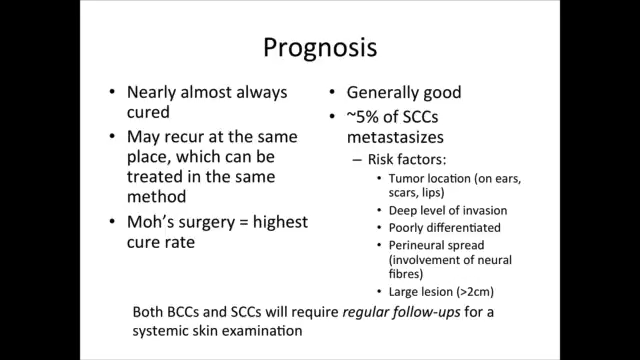 Prognosis
• Nearly almost always
cured
• May recur at the same
place, which can be
treated in the same
method
• Moh's surgery = highest
cure rate
• Generally good
• ~5% of SCCs
metastasizes
– Risk factors:
• Tumor location (on ears,
scars, lips)
• Deep level of invasion
• Poorly differentiated
• Perineural spread
(involvement of neural
fibres)
• Large lesion (>2cm)
Both BCCs and SCCs will require regular follow-ups for a
systemic skin examination